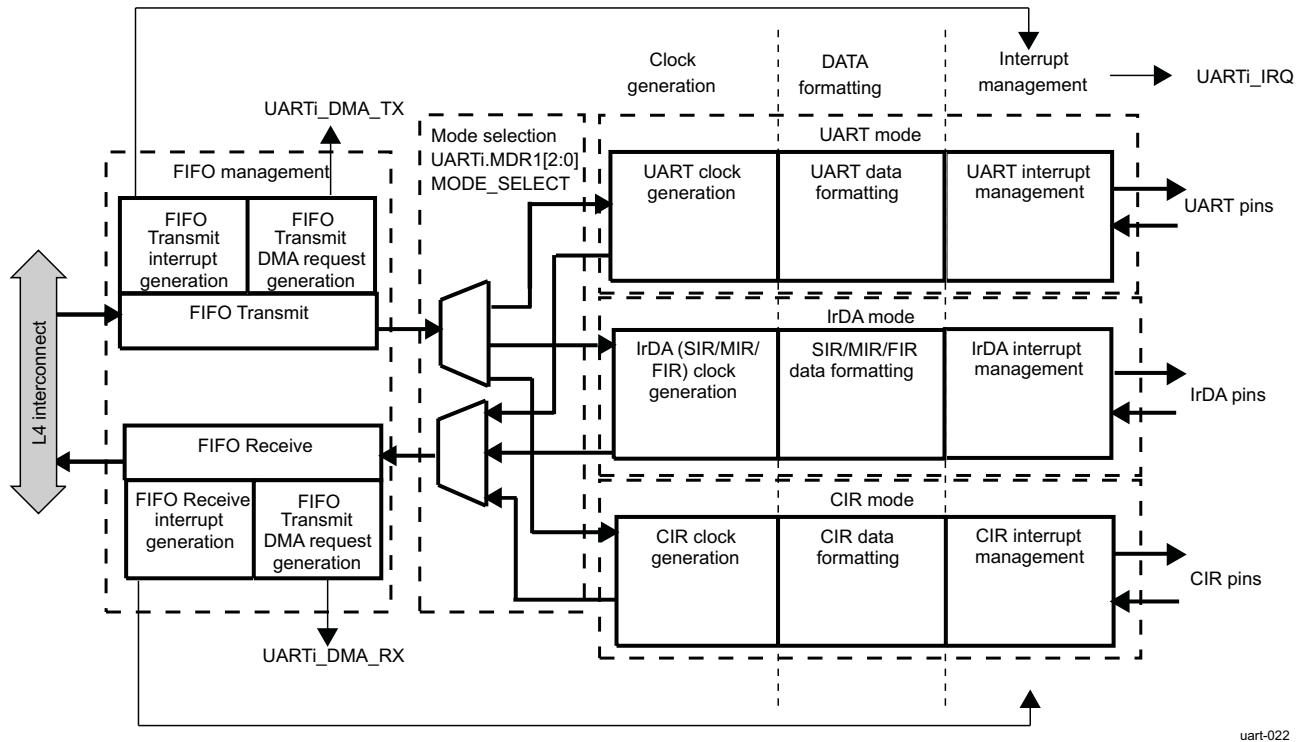 Clock
generation
DATA
formatting
Interrupt
management
UARTi_IRQ
UARTi_DMA_TX
Mode selection
UARTi.MDR1[2:0]
MODE_SELECT
FIFO management
FIFO
Transmit
interrupt
generation
FIFO
Transmit
DMA request
generation
FIFO Transmit
L4 interconnect
FIFO Receive
FIFO Receive
interrupt
generation
FIFO
Transmit
DMA request
generation
UARTi_DMA_RX
UART mode
UART clock
generation
UART data
formatting
UART interrupt
management
UART pins
IrDA mode
IrDA (SIR/MIR/
FIR) clock
generation
SIR/MIR/FIR
data formatting
IrDA interrupt
management
IrDA pins
CIR mode
CIR clock
generation
CIR data
formatting
CIR interrupt
management
CIR pins
uart-022